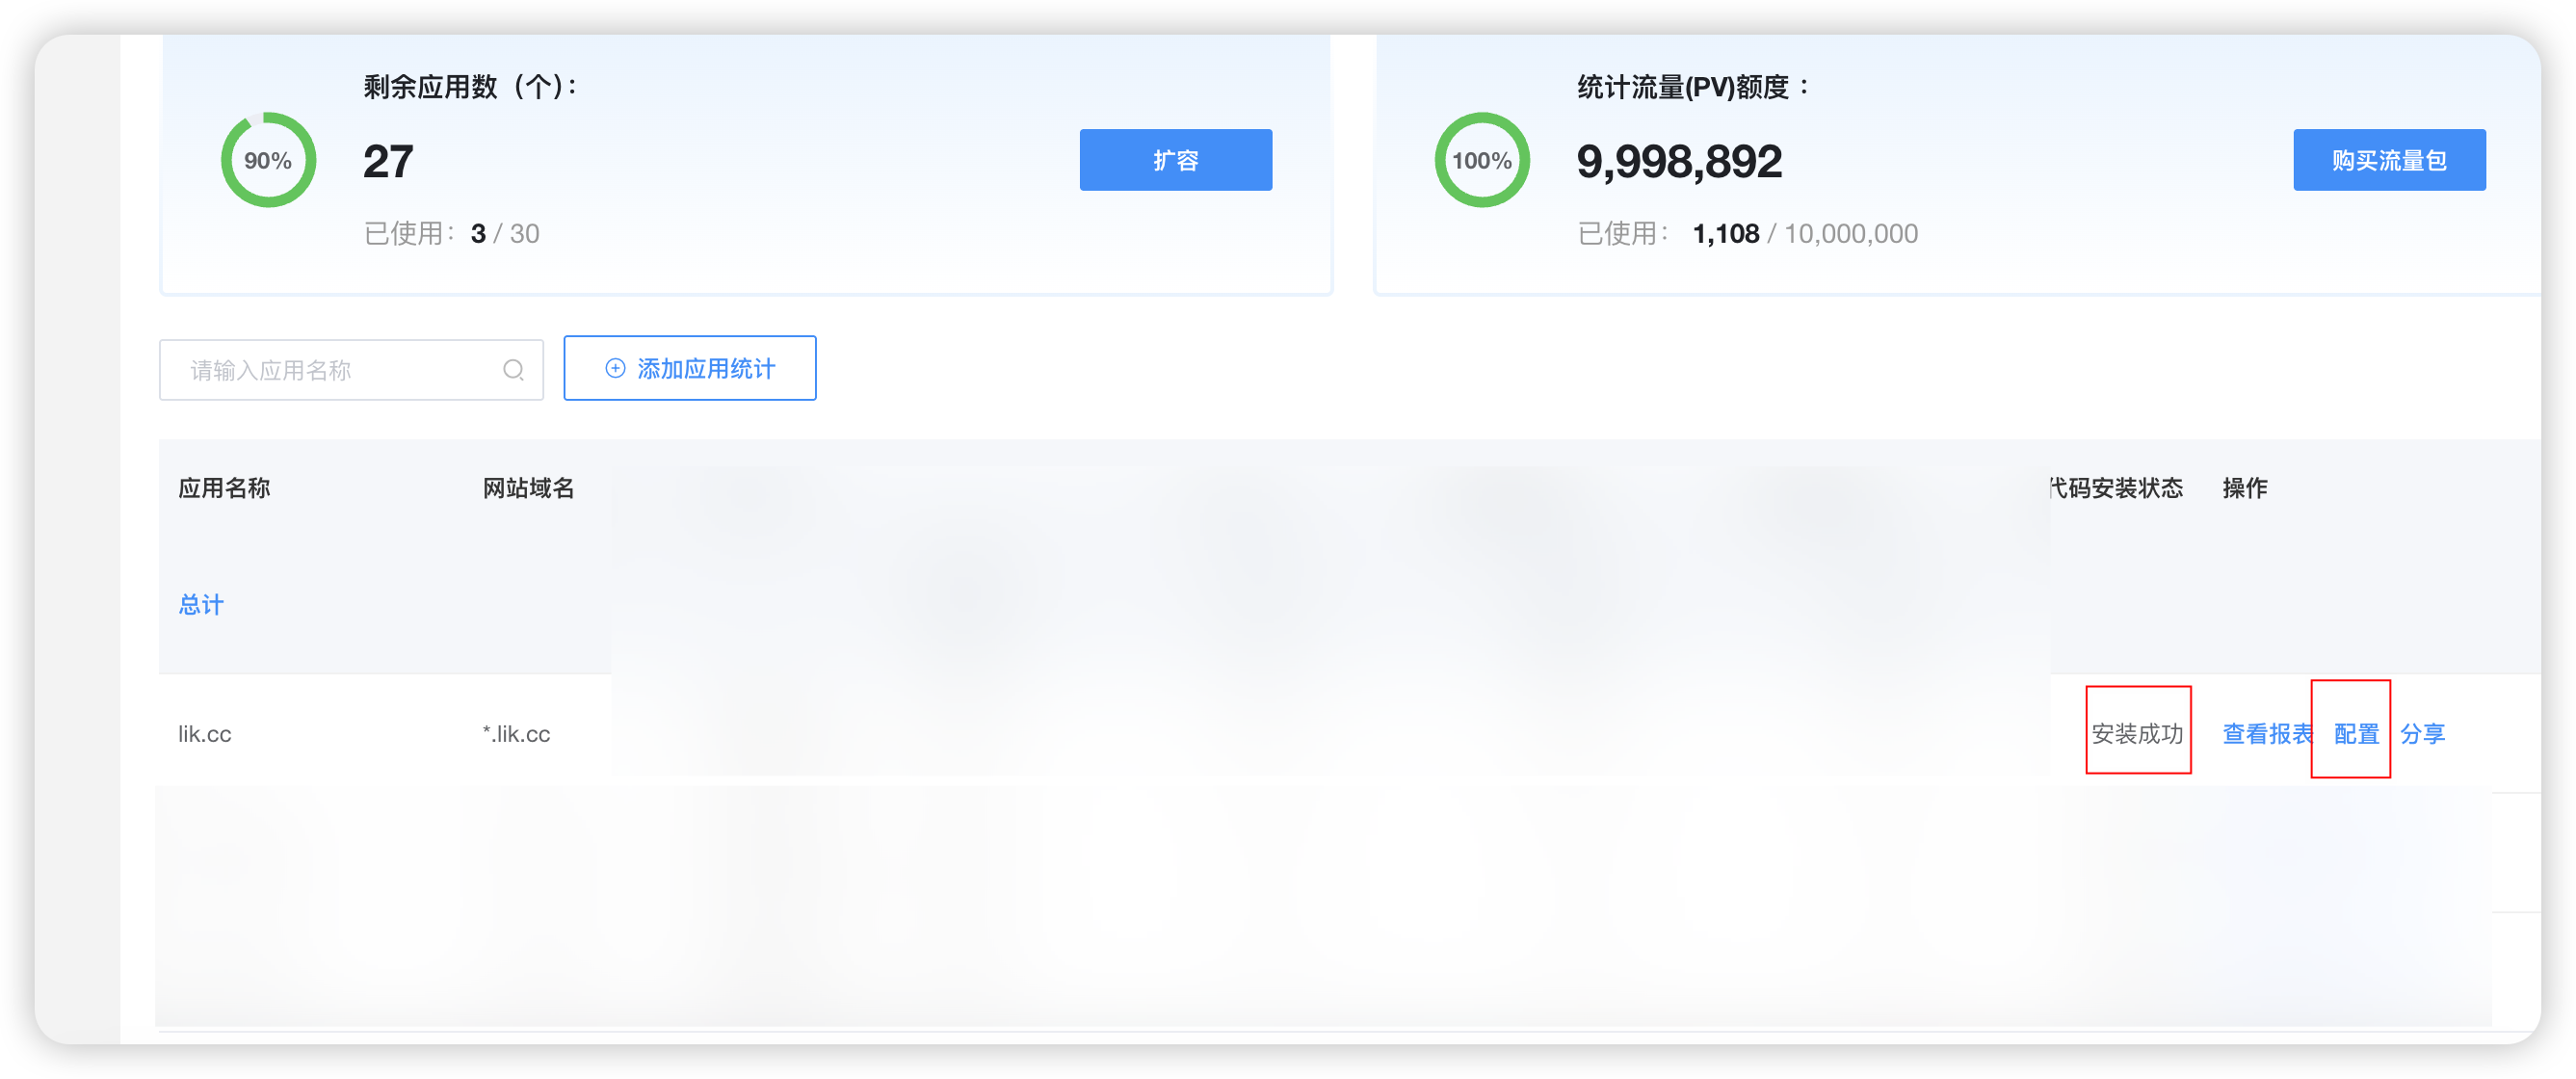 剩余应用数（个）：
90%
27
扩容
已使用： 3 / 30
统计流量(PV)额度：
100%
9,998,892
购买流量包
已使用： 1,108 / 10,000,000
请输入应用名称
添加应用统计
应用名称 网站域名 代码安装状态 操作
总计
lik.cc *.lik.cc 安装成功 查看报表 配置 分享